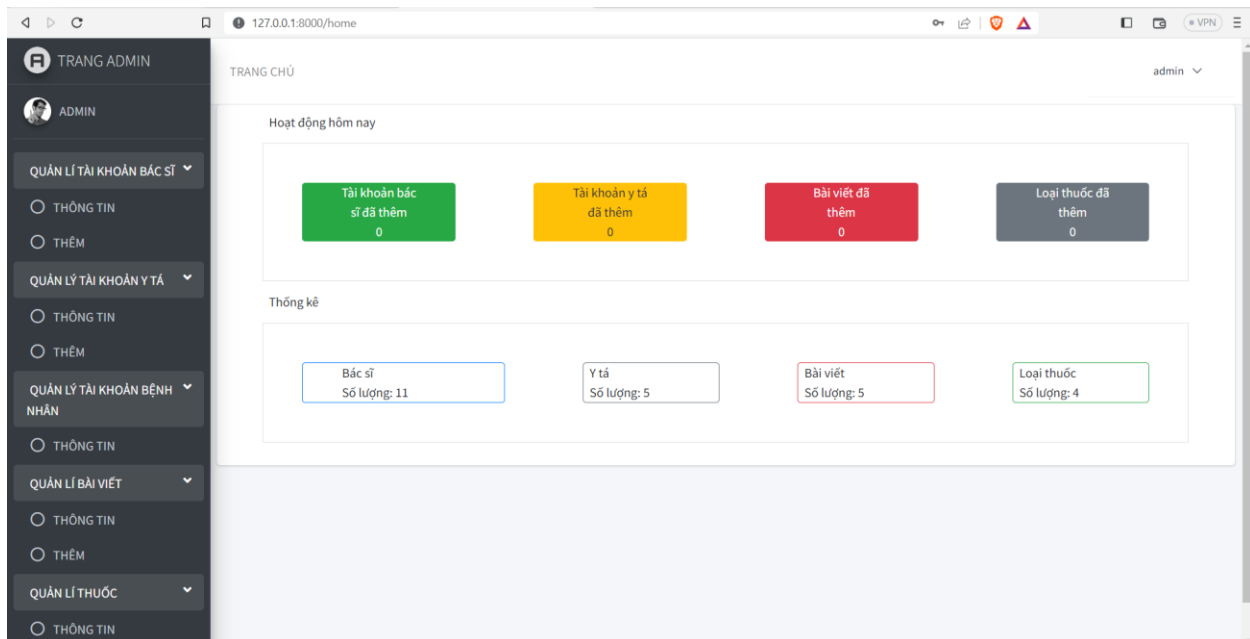 127.0.0.1:8000/home
VPN
TRANG ADMIN
ADMIN
QUẢN LÍ TÀI KHOẢN BÁC SĨ
THÔNG TIN
THÊM
QUẢN LÝ TÀI KHOẢN Y TÁ
THÔNG TIN
THÊM
QUẢN LÝ TÀI KHOẢN BỆNH
NHÂN
THÔNG TIN
QUẢN LÍ BÀI VIẾT
THÔNG TIN
THÊM
QUẢN LÍ THUỐC
THÔNG TIN
TRANG CHỦ
admin
Hoạt động hôm nay
Tài khoản bác
sĩ đã thêm
0
Tài khoản y tá
đã thêm
0
Bài viết đã
thêm
0
Loại thuốc đã
thêm
0
Thống kê
Bác sĩ
Số lượng: 11
Y tá
Số lượng: 5
Bài viết
Số lượng: 5
Loại thuốc
Số lượng: 4